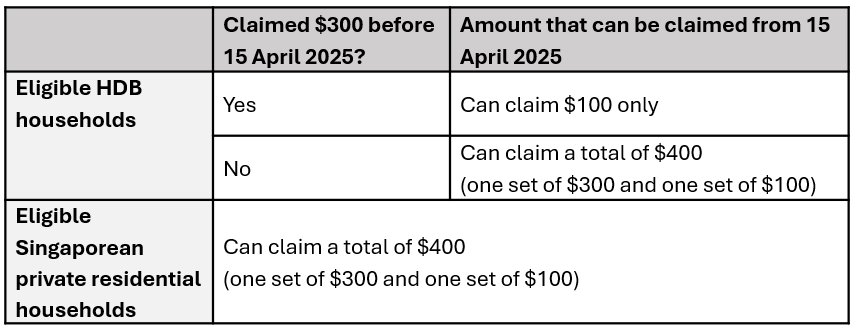 Claimed $300 before
15 April 2025?
Amount that can be claimed from 15
April 2025
Eligible HDB
households
Yes
Can claim $100 only
No
Can claim a total of $400
(one set of $300 and one set of $100)
Eligible
Singaporean
private residential
households
Can claim a total of $400
(one set of $300 and one set of $100)